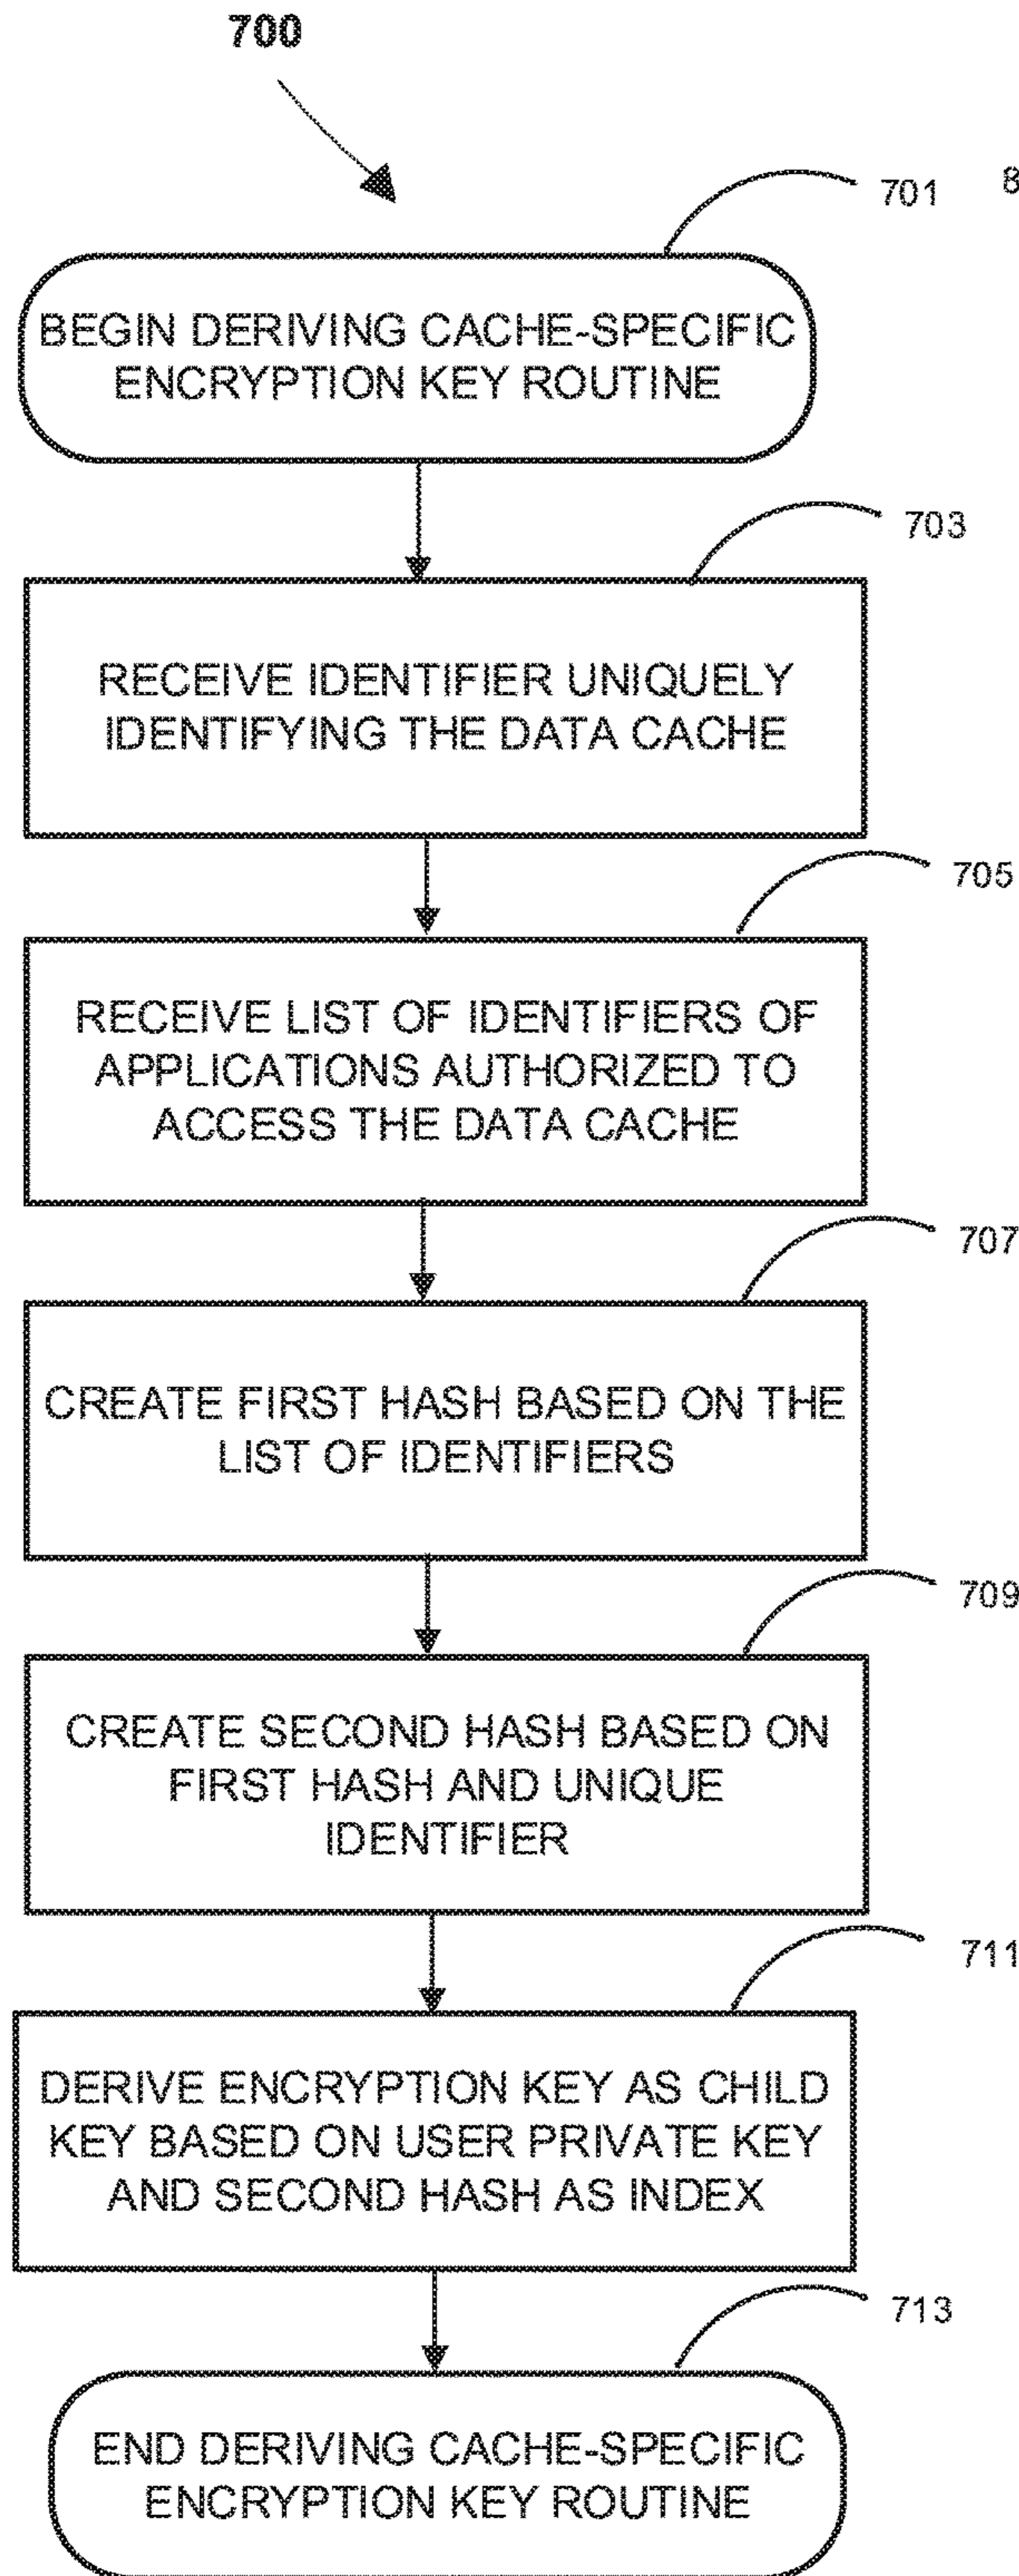 700
701
8
BEGIN DERIVING CACHE-SPECIFIC
ENCRYPTION KEY ROUTINE
703
RECEIVE IDENTIFIER UNIQUELY
IDENTIFYING THE DATA CACHE
705
RECEIVE LIST OF IDENTIFIERS OF
APPLICATIONS AUTHORIZED TO
ACCESS THE DATA CACHE
707
CREATE FIRST HASH BASED ON THE
LIST OF IDENTIFIERS
709
CREATE SECOND HASH BASED ON
FIRST HASH AND UNIQUE
IDENTIFIER
711
DERIVE ENCRYPTION KEY AS CHILD
KEY BASED ON USER PRIVATE KEY
AND SECOND HASH AS INDEX
713
END DERIVING CACHE-SPECIFIC
ENCRYPTION KEY ROUTINE